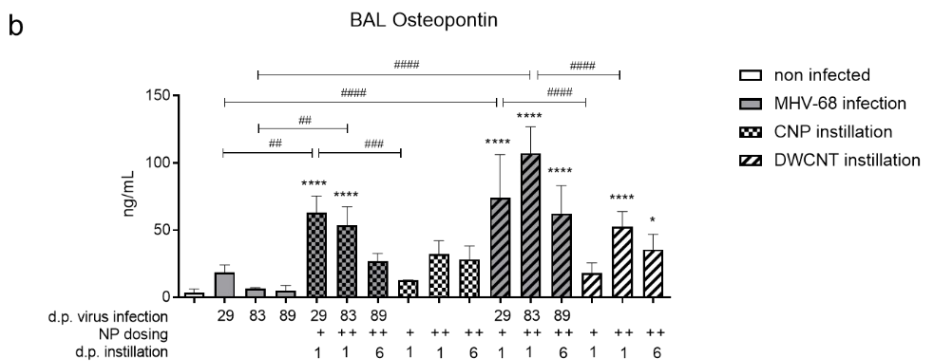 b
BAL Osteopontin
#### ####
#### ####
## 
## ###
**** **** **** **** **** **** **** *
150
100
50
0
ng/mL
d.p. virus infection 29 83 89 29 83 89 29 83 89
NP dosing + ++ ++ + ++ ++ + ++ ++ + ++ ++
d.p. instillation 1 1 6 1 1 6 1 1 6 1 1 6
non infected
MHV-68 infection
CNP instillation
DWCNT instillation